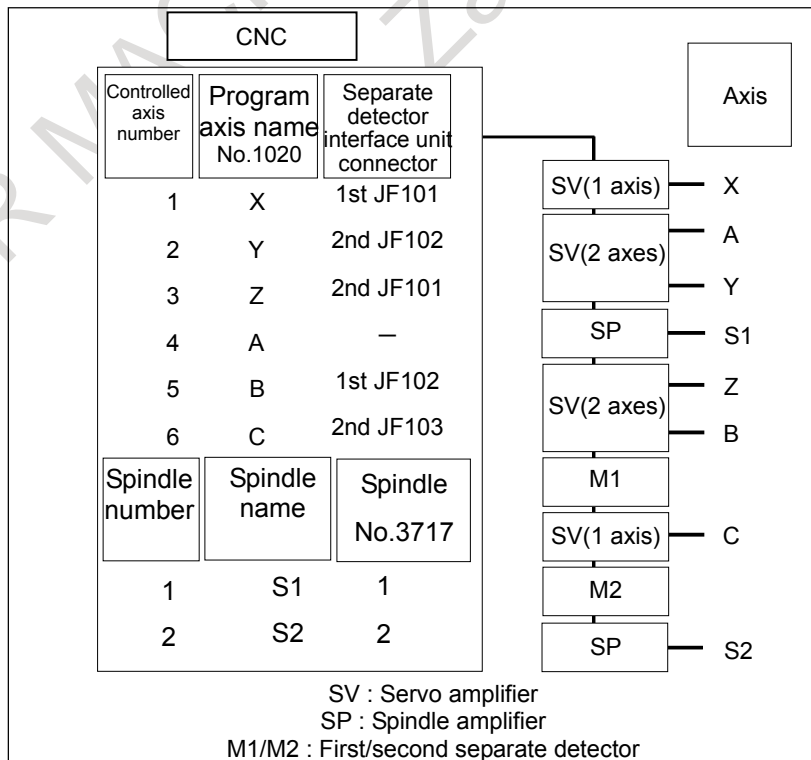 CNC
Controlled
axis
number
Program
axis name
No.1020
Separate
detector
interface unit
connector
1 X 1st JF101
2 Y 2nd JF102
3 Z 2nd JF101
4 A —
5 B 1st JF102
6 C 2nd JF103
Spindle
number
Spindle
name
Spindle
No.3717
1 S1 1
2 S2 2
Axis
SV(1 axis) X
A
SV(2 axes)
Y
SP S1
Z
SV(2 axes)
B
M1
SV(1 axis) C
M2
SP S2
SV : Servo amplifier
SP : Spindle amplifier
M1/M2 : First/second separate detector